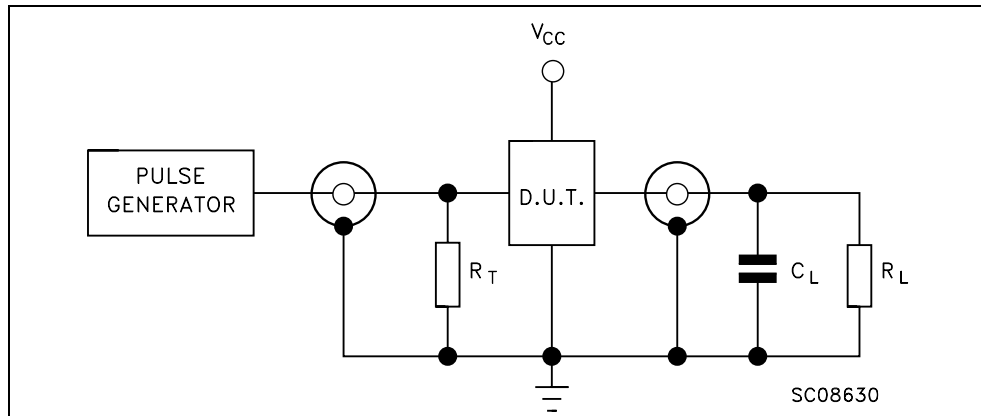 VCC
PULSE
GENERATOR
D.U.T.
RT
CL
RL
SC08630